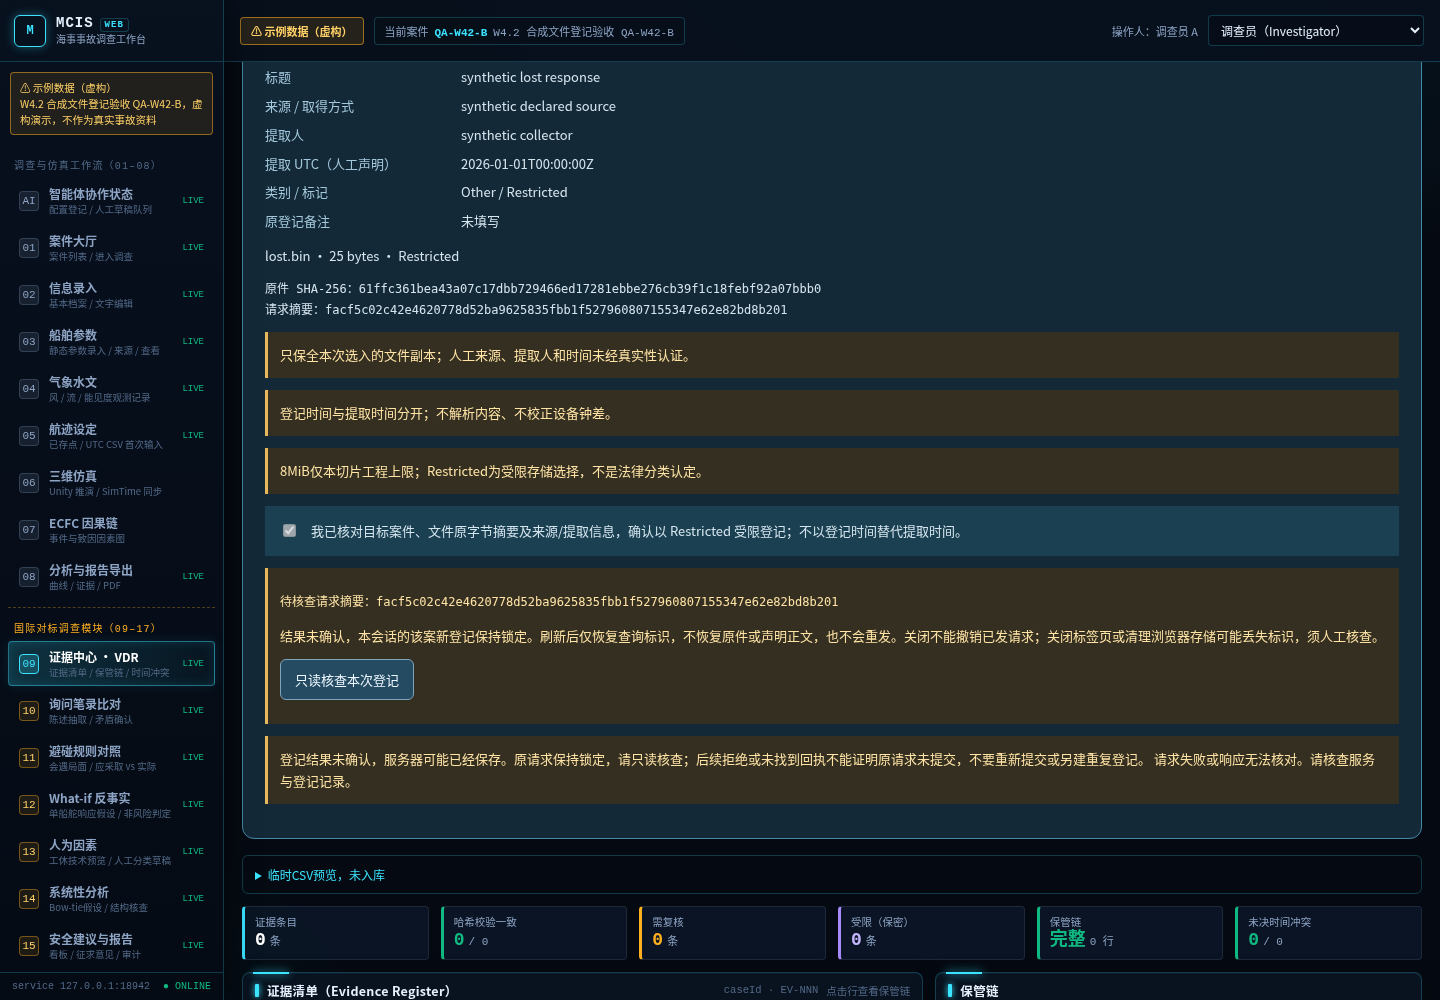 M
MCIS WEB
海事事故调查工作台
⚠ 示例数据（虚构）
当前案件 QA-W42-B W4.2 合成文件登记验收 QA-W42-B
操作人：调查员 A
调查员（Investigator）
⚠ 示例数据（虚构）
W4.2 合成文件登记验收 QA-W42-B，虚
构演示，不作为真实事故资料
调查与仿真工作流（01–08）
AI 智能体协作状态 LIVE
配置登记 / 人工草稿队列
01 案件大厅 LIVE
案件列表 / 进入调查
02 信息录入 LIVE
基本档案 / 文字编辑
03 船舶参数 LIVE
静态参数录入 / 来源 / 查看
04 气象水文 LIVE
风 / 流 / 能见度观测记录
05 航迹设定 LIVE
已存点 / UTC CSV 首次输入
06 三维仿真
Unity 推演 / SimTime 同步
07 ECFC 因果链
事件与致因因素图
08 分析与报告导出 LIVE
曲线 / 证据 / PDF
国际对标调查模块（09–17）
09 证据中心 · VDR LIVE
证据清单 / 保管链 / 时间冲突
10 询问笔录比对 LIVE
陈述抽取 / 矛盾确认
11 避碰规则对照 LIVE
会遇局面 / 应采取 vs 实际
12 What-if 反事实 LIVE
单船舵响应假设 / 非风险判定
13 人为因素 LIVE
工休技术预览 / 人工分类草稿
14 系统性分析 LIVE
Bow-tie假设 / 结构核查
15 安全建议与报告 LIVE
看板 / 征求意见 / 审计
service 127.0.0.1:18942 ● ONLINE
标题 synthetic lost response
来源 / 取得方式 synthetic declared source
提取人 synthetic collector
提取 UTC（人工声明） 2026-01-01T00:00:00Z
类别 / 标记 Other / Restricted
原登记备注 未填写
lost.bin · 25 bytes · Restricted
原件 SHA-256：61ffc361bea43a07c17dbb729466ed17281ebbe276cb39f1c18febf92a07bbb0
请求摘要：facf5c02c42e4620778d52ba9625835fbb1f527960807155347e62e82bd8b201
只保全本次选入的文件副本；人工来源、提取人和时间未经真实性认证。
登记时间与提取时间分开；不解析内容、不校正设备钟差。
8MiB仅本切片工程上限；Restricted为受限存储选择，不是法律分类认定。
我已核对目标案件、文件原字节摘要及来源/提取信息，确认以 Restricted 受限登记；不以登记时间替代提取时间。
待核查请求摘要：facf5c02c42e4620778d52ba9625835fbb1f527960807155347e62e82bd8b201
结果未确认，本会话的该案新登记保持锁定。刷新后仅恢复查询标识，不恢复原件或声明正文，也不会重发。关闭不能撤销已发请求；关闭标签页或清理浏览器存储可能丢失标识，须人工核查。
只读核查本次登记
登记结果未确认，服务器可能已经保存。原请求保持锁定，请只读核查；后续拒绝或未找到回执不能证明原请求未提交，不要重新提交或另建重复登记。 请求失败或响应无法核对。请核查服务
与登记记录。
▶ 临时CSV预览，未入库
证据条目
0 条
哈希校验一致
0 / 0
需复核
0 条
受限（保密）
0 条
保管链
完整 0 行
未决时间冲突
0 / 0
证据清单（Evidence Register） caseId · EV-NNN 点击行查看保管链
保管链